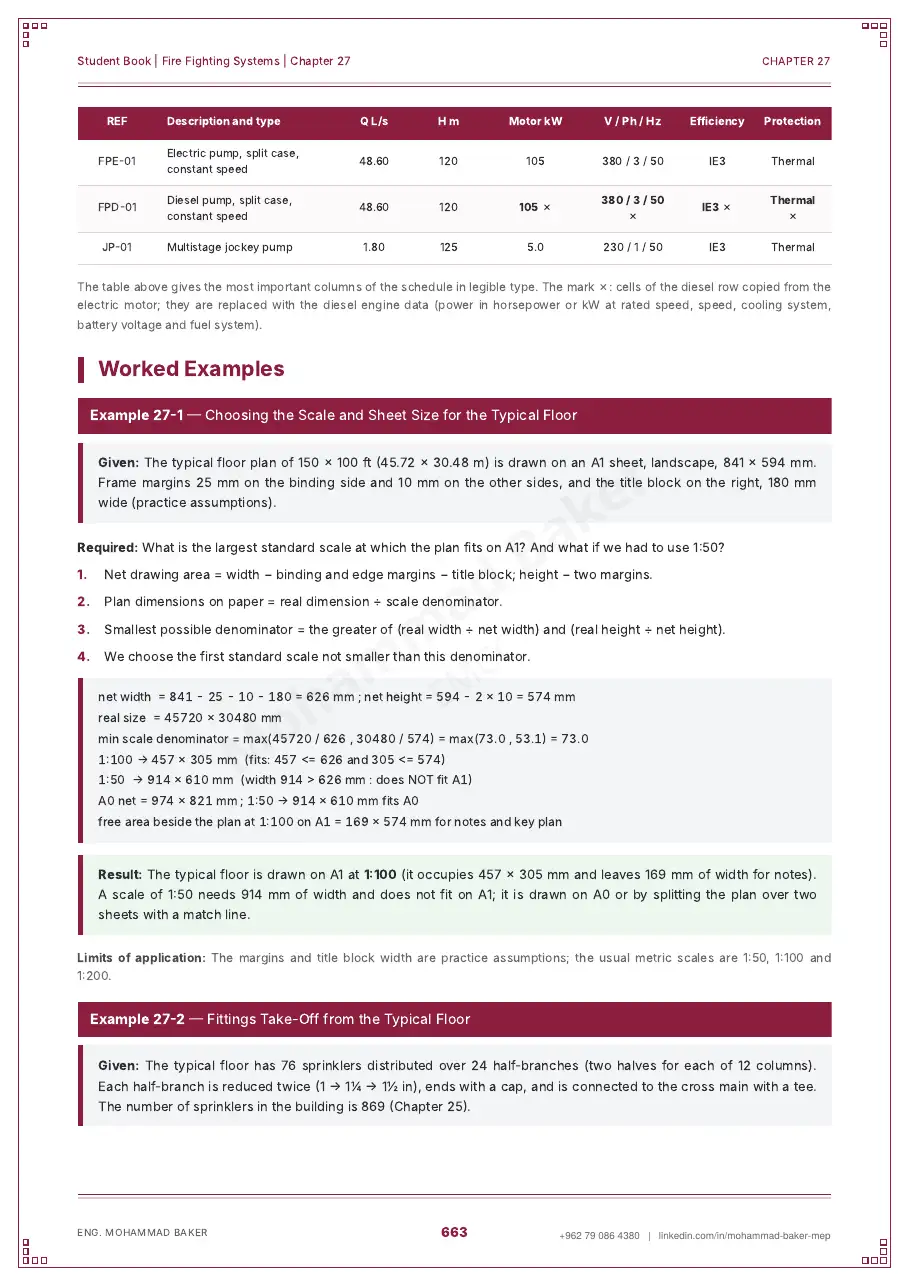 Student Book | Fire Fighting Systems | Chapter 27
CHAPTER 27
REF Description and type Q L/s H m Motor kW V / Ph / Hz Efficiency Protection
FPE-01 Electric pump, split case, constant speed 48.60 120 105 380 / 3 / 50 IE3 Thermal
FPD-01 Diesel pump, split case, constant speed 48.60 120 105 × 380 / 3 / 50 × IE3 × Thermal ×
JP-01 Multistage jockey pump 1.80 125 5.0 230 / 1 / 50 IE3 Thermal
The table above gives the most important columns of the schedule in legible type. The mark ×: cells of the diesel row copied from the
electric motor; they are replaced with the diesel engine data (power in horsepower or kW at rated speed, speed, cooling system,
battery voltage and fuel system).
Worked Examples
Example 27-1 — Choosing the Scale and Sheet Size for the Typical Floor
Given: The typical floor plan of 150 × 100 ft (45.72 × 30.48 m) is drawn on an A1 sheet, landscape, 841 × 594 mm.
Frame margins 25 mm on the binding side and 10 mm on the other sides, and the title block on the right, 180 mm
wide (practice assumptions).
Required: What is the largest standard scale at which the plan fits on A1? And what if we had to use 1:50?
1. Net drawing area = width − binding and edge margins − title block; height − two margins.
2. Plan dimensions on paper = real dimension ÷ scale denominator.
3. Smallest possible denominator = the greater of (real width ÷ net width) and (real height ÷ net height).
4. We choose the first standard scale not smaller than this denominator.
net width = 841 - 25 - 10 - 180 = 626 mm ; net height = 594 - 2 × 10 = 574 mm
real size = 45720 × 30480 mm
min scale denominator = max(45720 / 626 , 30480 / 574) = max(73.0 , 53.1) = 73.0
1:100 → 457 × 305 mm (fits: 457 <= 626 and 305 <= 574)
1:50 → 914 × 610 mm (width 914 > 626 mm : does NOT fit A1)
A0 net = 974 × 821 mm ; 1:50 → 914 × 610 mm fits A0
free area beside the plan at 1:100 on A1 = 169 × 574 mm for notes and key plan
Result: The typical floor is drawn on A1 at 1:100 (it occupies 457 × 305 mm and leaves 169 mm of width for notes).
A scale of 1:50 needs 914 mm of width and does not fit on A1; it is drawn on A0 or by splitting the plan over two
sheets with a match line.
Limits of application: The margins and title block width are practice assumptions; the usual metric scales are 1:50, 1:100 and
1:200.
Example 27-2 — Fittings Take-Off from the Typical Floor
Given: The typical floor has 76 sprinklers distributed over 24 half-branches (two halves for each of 12 columns).
Each half-branch is reduced twice (1 → 1¼ → 1½ in), ends with a cap, and is connected to the cross main with a tee.
The number of sprinklers in the building is 869 (Chapter 25).
ENG. MOHAMMAD BAKER
663
+962 79 086 4380 | linkedin.com/in/mohammad-baker-mep